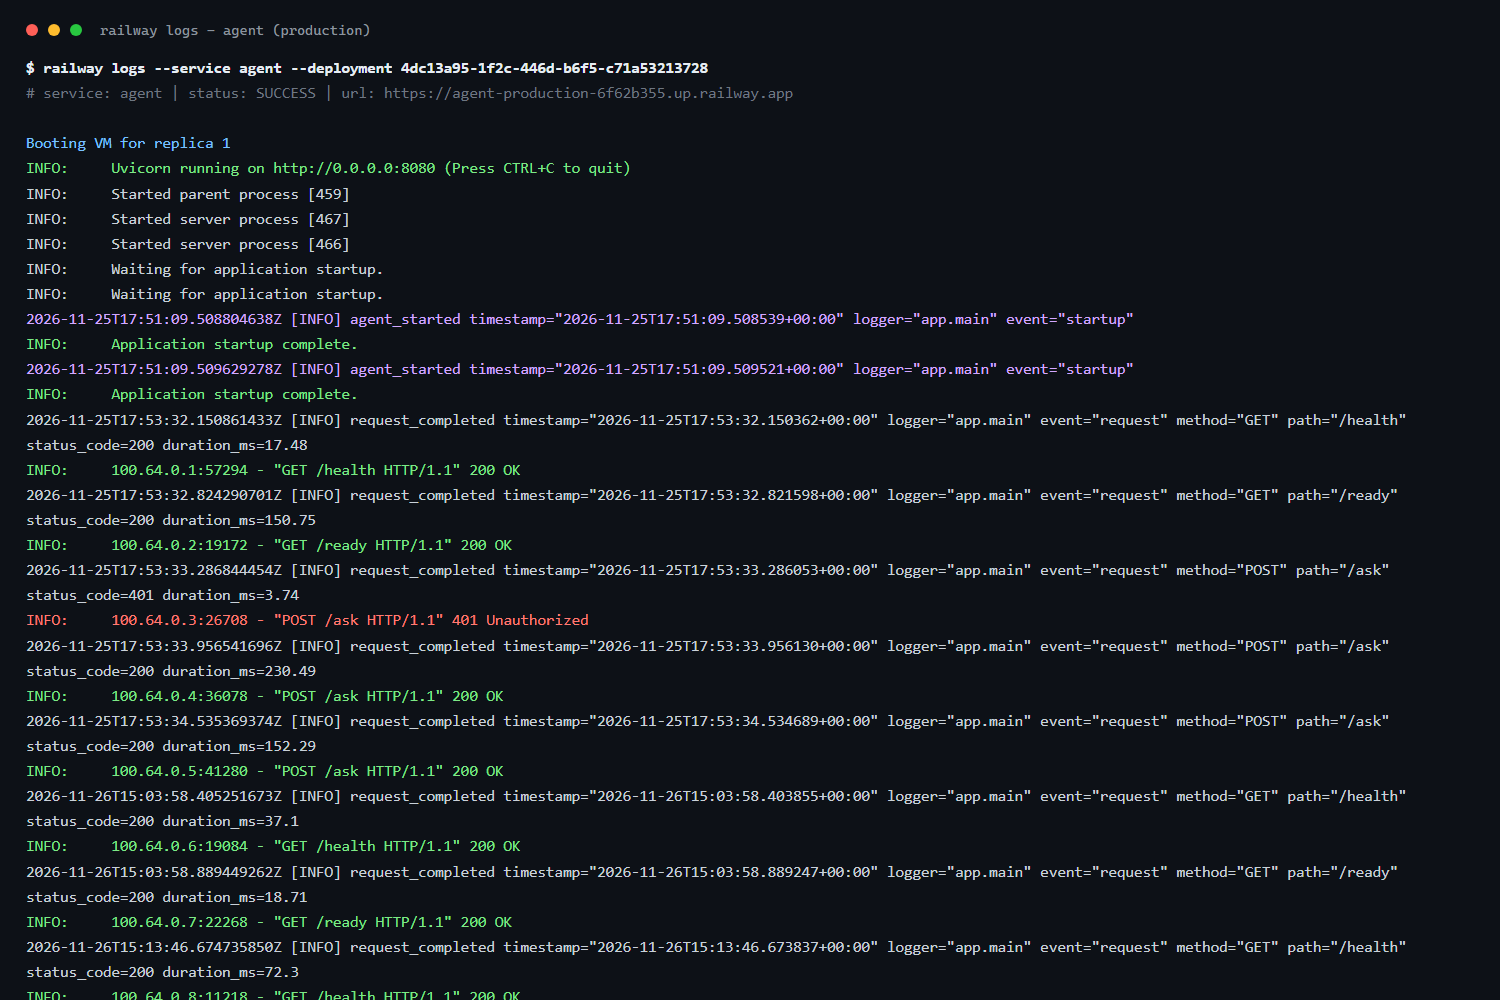 railway logs — agent (production)
$ railway logs --service agent --deployment 4dc13a95-1f2c-446d-b6f5-c71a53213728
# service: agent | status: SUCCESS | url: https://agent-production-6f62b355.up.railway.app
Booting VM for replica 1
INFO:     Uvicorn running on http://0.0.0.0:8080 (Press CTRL+C to quit)
INFO:     Started parent process [459]
INFO:     Started server process [467]
INFO:     Started server process [466]
INFO:     Waiting for application startup.
INFO:     Waiting for application startup.
2026-11-25T17:51:09.508804638Z [INFO] agent_started timestamp="2026-11-25T17:51:09.508539+00:00" logger="app.main" event="startup"
INFO:     Application startup complete.
2026-11-25T17:51:09.509629278Z [INFO] agent_started timestamp="2026-11-25T17:51:09.509521+00:00" logger="app.main" event="startup"
INFO:     Application startup complete.
2026-11-25T17:53:32.150861433Z [INFO] request_completed timestamp="2026-11-25T17:53:32.150362+00:00" logger="app.main" event="request" method="GET" path="/health"
status_code=200 duration_ms=17.48
INFO:     100.64.0.1:57294 - "GET /health HTTP/1.1" 200 OK
2026-11-25T17:53:32.824290701Z [INFO] request_completed timestamp="2026-11-25T17:53:32.821598+00:00" logger="app.main" event="request" method="GET" path="/ready"
status_code=200 duration_ms=150.75
INFO:     100.64.0.2:19172 - "GET /ready HTTP/1.1" 200 OK
2026-11-25T17:53:33.286844454Z [INFO] request_completed timestamp="2026-11-25T17:53:33.286053+00:00" logger="app.main" event="request" method="POST" path="/ask"
status_code=401 duration_ms=3.74
INFO:     100.64.0.3:26708 - "POST /ask HTTP/1.1" 401 Unauthorized
2026-11-25T17:53:33.956541696Z [INFO] request_completed timestamp="2026-11-25T17:53:33.956130+00:00" logger="app.main" event="request" method="POST" path="/ask"
status_code=200 duration_ms=230.49
INFO:     100.64.0.4:36078 - "POST /ask HTTP/1.1" 200 OK
2026-11-25T17:53:34.535369374Z [INFO] request_completed timestamp="2026-11-25T17:53:34.534689+00:00" logger="app.main" event="request" method="POST" path="/ask"
status_code=200 duration_ms=152.29
INFO:     100.64.0.5:41280 - "POST /ask HTTP/1.1" 200 OK
2026-11-26T15:03:58.405251673Z [INFO] request_completed timestamp="2026-11-26T15:03:58.403855+00:00" logger="app.main" event="request" method="GET" path="/health"
status_code=200 duration_ms=37.1
INFO:     100.64.0.6:19084 - "GET /health HTTP/1.1" 200 OK
2026-11-26T15:03:58.889449262Z [INFO] request_completed timestamp="2026-11-26T15:03:58.889247+00:00" logger="app.main" event="request" method="GET" path="/ready"
status_code=200 duration_ms=18.71
INFO:     100.64.0.7:22268 - "GET /ready HTTP/1.1" 200 OK
2026-11-26T15:13:46.674735850Z [INFO] request_completed timestamp="2026-11-26T15:13:46.673837+00:00" logger="app.main" event="request" method="GET" path="/health"
status_code=200 duration_ms=72.3
INFO:     100.64.0.8:11218 - "GET /health HTTP/1.1" 200 OK